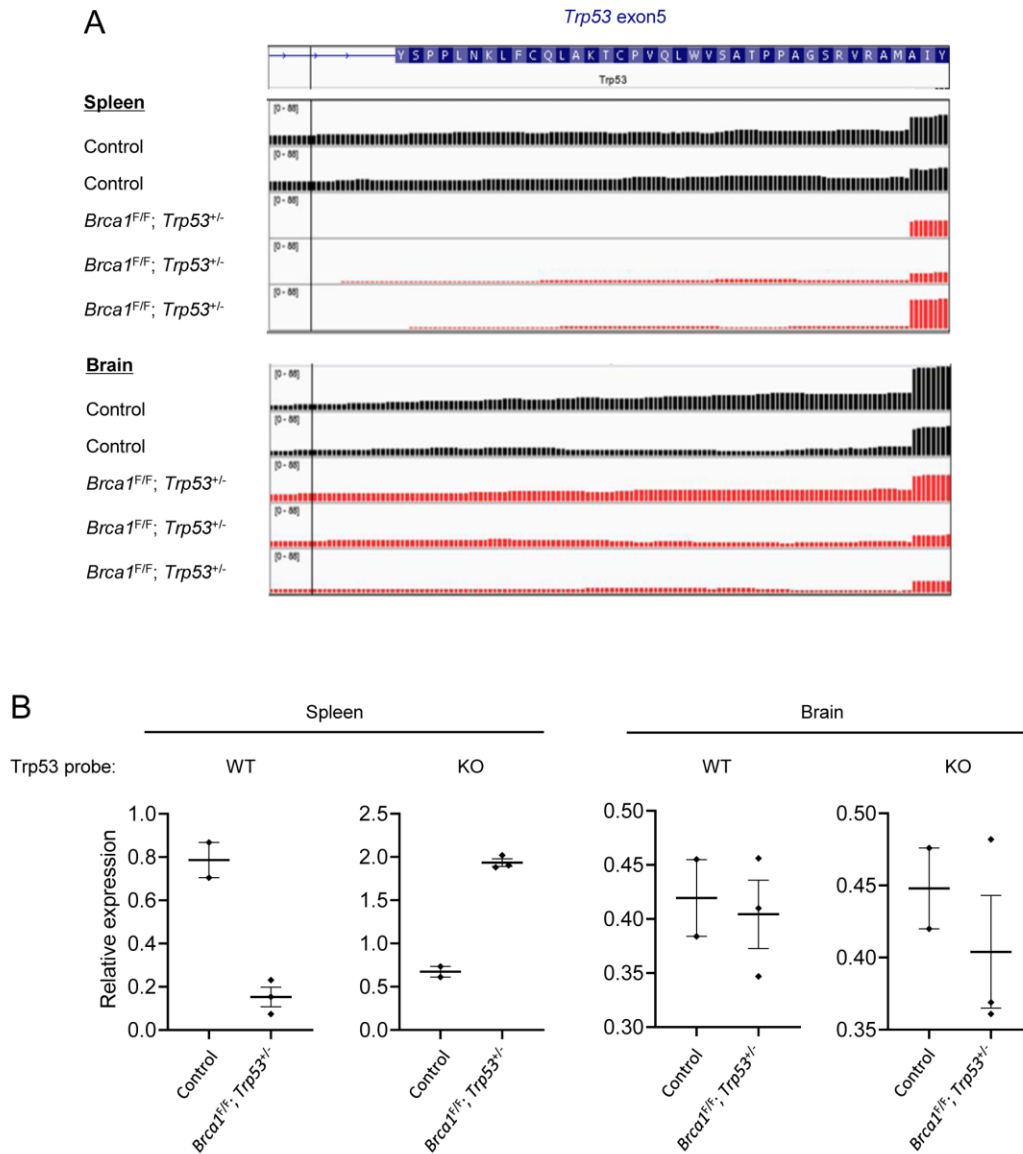 A
Trp53 exon5
YSPPLNKLFCQLAKTCPVQLWVSATPPAGSRVRAMAIY
Trp53
Spleen
[0 - 88]
Control
[0 - 88]
Control
[0 - 88]
Brca1F/F; Trp53+/-
[0 - 88]
Brca1F/F; Trp53+/-
[0 - 88]
Brca1F/F; Trp53+/-
Brain
[0 - 88]
Control
[0 - 88]
Control
[0 - 88]
Brca1F/F; Trp53+/-
[0 - 88]
Brca1F/F; Trp53+/-
[0 - 88]
Brca1F/F; Trp53+/-
B
Spleen Brain
Trp53 probe: WT KO WT KO
Relative expression
1.0
0.8
0.6
0.4
0.2
0.0
Control
Brca1F/F; Trp53+/-
2.5
2.0
1.5
1.0
0.5
0.0
Control
Brca1F/F; Trp53+/-
0.50
0.45
0.40
0.35
0.30
Control
Brca1F/F; Trp53+/-
0.50
0.45
0.40
0.35
Control
Brca1F/F; Trp53+/-